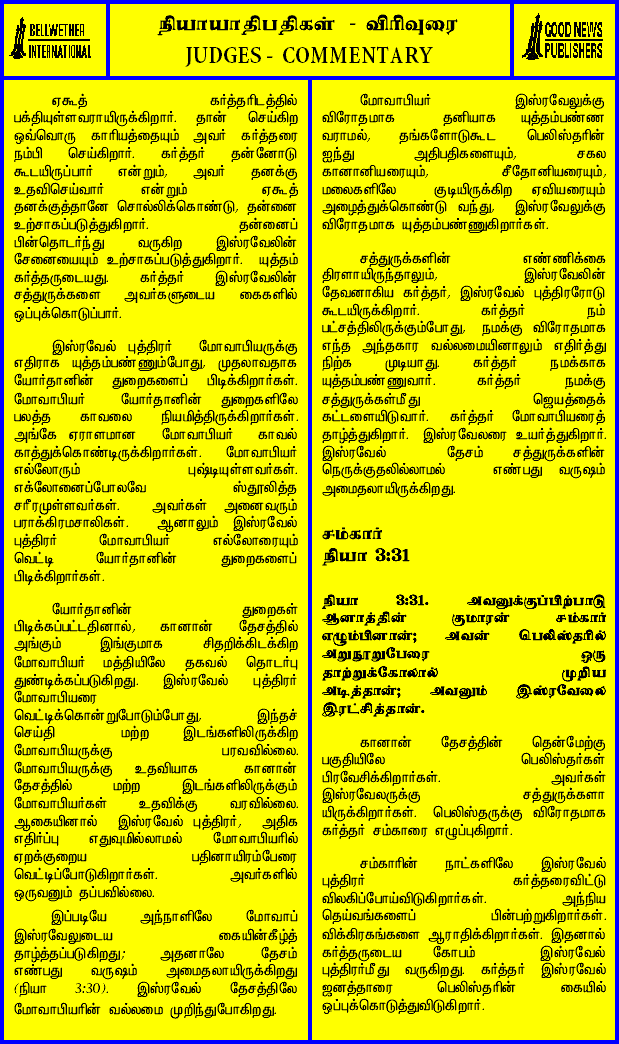 BELLWETHER
INTERNATIONAL
நியாயாதிபதிகள் - விரிவுரை
JUDGES - COMMENTARY
GOOD NEWS
PUBLISHERS
ஏகூத் கர்த்தரிடத்தில்
பக்தியுள்ளவராயிருக்கிறார். தான் செய்கிற
ஒவ்வொரு காரியத்தையும் அவர் கர்த்தரை
நம்பி செய்கிறார். கர்த்தர் தன்னோடு
கூடயிருப்பார் என்றும், அவர் தனக்கு
உதவிசெய்வார் என்றும் ஏகூத்
தனக்குத்தானே சொல்லிக்கொண்டு, தன்னை
உற்சாகப்படுத்துகிறார். தன்னைப்
பின்தொடர்ந்து வருகிற இஸ்ரவேலின்
சேனையையும் உற்சாகப்படுத்துகிறார். யுத்தம்
கர்த்தருடையது. கர்த்தர் இஸ்ரவேலின்
சத்துருக்களை அவர்களுடைய கைகளில்
ஒப்புக்கொடுப்பார்.
இஸ்ரவேல் புத்திரர் மோவாபியருக்கு
எதிராக யுத்தம்பண்ணும்போது, முதலாவதாக
யோர்தானின் துறைகளைப் பிடிக்கிறார்கள்.
மோவாபியர் யோர்தானின் துறைகளிலே
பலத்த காவலை நியமித்திருக்கிறார்கள்.
அங்கே ஏராளமான மோவாபியர் காவல்
காத்துக்கொண்டிருக்கிறார்கள். மோவாபியர்
எல்லோரும் புஷ்டியுள்ளவர்கள்.
எக்லோனைப்போலவே ஸ்தூலித்த
சரீரமுள்ளவர்கள். அவர்கள் அனைவரும்
பராக்கிரமசாலிகள். ஆனாலும் இஸ்ரவேல்
புத்திரர் மோவாபியர் எல்லோரையும்
வெட்டி யோர்தானின் துறைகளைப்
பிடிக்கிறார்கள்.
யோர்தானின் துறைகள்
பிடிக்கப்பட்டதினால், கானான் தேசத்தில்
அங்கும் இங்குமாக சிதறிக்கிடக்கிற
மோவாபியர் மத்தியிலே தகவல் தொடர்பு
துண்டிக்கப்படுகிறது. இஸ்ரவேல் புத்திரர்
மோவாபியரை
வெட்டிக்கொன்றுபோடும்போது, இந்தச்
செய்தி மற்ற இடங்களிலிருக்கிற
மோவாபியருக்கு பரவவில்லை.
மோவாபியருக்கு உதவியாக கானான்
தேசத்தில் மற்ற இடங்களிலிருக்கும்
மோவாபியர்கள் உதவிக்கு வரவில்லை.
ஆகையினால் இஸ்ரவேல் புத்திரர், அதிக
எதிர்ப்பு எதுவுமில்லாமல் மோவாபியரில்
ஏறக்குறைய பதினாயிரம்பேரை
வெட்டிப்போடுகிறார்கள். அவர்களில்
ஒருவனும் தப்பவில்லை.
இப்படியே அந்நாளிலே மோவாப்
இஸ்ரவேலுடைய கையின்கீழ்த்
தாழ்த்தப்படுகிறது; அதனாலே தேசம்
எண்பது வருஷம் அமைதலாயிருக்கிறது
(நியா 3:30). இஸ்ரவேல் தேசத்திலே
மோவாபியரின் வல்லமை முறிந்துபோகிறது.
மோவாபியர் இஸ்ரவேலுக்கு
விரோதமாக தனியாக யுத்தம்பண்ண
வராமல், தங்களோடுகூட பெலிஸ்தரின்
ஐந்து அதிபதிகளையும், சகல
கானானியரையும், சீதோனியரையும்,
மலைகளிலே குடியிருக்கிற ஏவியரையும்
அழைத்துக்கொண்டு வந்து, இஸ்ரவேலுக்கு
விரோதமாக யுத்தம்பண்ணுகிறார்கள்.
சத்துருக்களின் எண்ணிக்கை
திரளாயிருந்தாலும், இஸ்ரவேலின்
தேவனாகிய கர்த்தர், இஸ்ரவேல் புத்திரரோடு
கூடயிருக்கிறார். கர்த்தர் நம்
பட்சத்திலிருக்கும்போது, நமக்கு விரோதமாக
எந்த அந்தகார வல்லமையினாலும் எதிர்த்து
நிற்க முடியாது. கர்த்தர் நமக்காக
யுத்தம்பண்ணுவார். கர்த்தர் நமக்கு
சத்துருக்கள்மீது ஜெயத்தைக்
கட்டளையிடுவார். கர்த்தர் மோவாபியரைத்
தாழ்த்துகிறார். இஸ்ரவேலரை உயர்த்துகிறார்.
இஸ்ரவேல் தேசம் சத்துருக்களின்
நெருக்குதலில்லாமல் எண்பது வருஷம்
அமைதலாயிருக்கிறது.
சம்கார்
நியா 3:31
நியா 3:31. அவனுக்குப்பிற்பாடு
ஆனாத்தின் குமாரன் சம்கார்
எழும்பினான்; அவன் பெலிஸ்தரில்
அறுநூறுபேரை ஒரு
தாற்றுக்கோலால் முறிய
அடித்தான்; அவனும் இஸ்ரவேலை
இரட்சித்தான்.
கானான் தேசத்தின் தென்மேற்கு
பகுதியிலே பெலிஸ்தர்கள்
பிரவேசிக்கிறார்கள். அவர்கள்
இஸ்ரவேலருக்கு சத்துருக்களா
யிருக்கிறார்கள். பெலிஸ்தருக்கு விரோதமாக
கர்த்தர் சம்காரை எழுப்புகிறார்.
சம்காரின் நாட்களிலே இஸ்ரவேல்
புத்திரர் கர்த்தரைவிட்டு
விலகிப்போய்விடுகிறார்கள். அந்நிய
தெய்வங்களைப் பின்பற்றுகிறார்கள்.
விக்கிரகங்களை ஆராதிக்கிறார்கள். இதனால்
கர்த்தருடைய கோபம் இஸ்ரவேல்
புத்திரர்மீது வருகிறது. கர்த்தர் இஸ்ரவேல்
ஜனத்தாரை பெலிஸ்தரின் கையில்
ஒப்புக்கொடுத்துவிடுகிறார்.